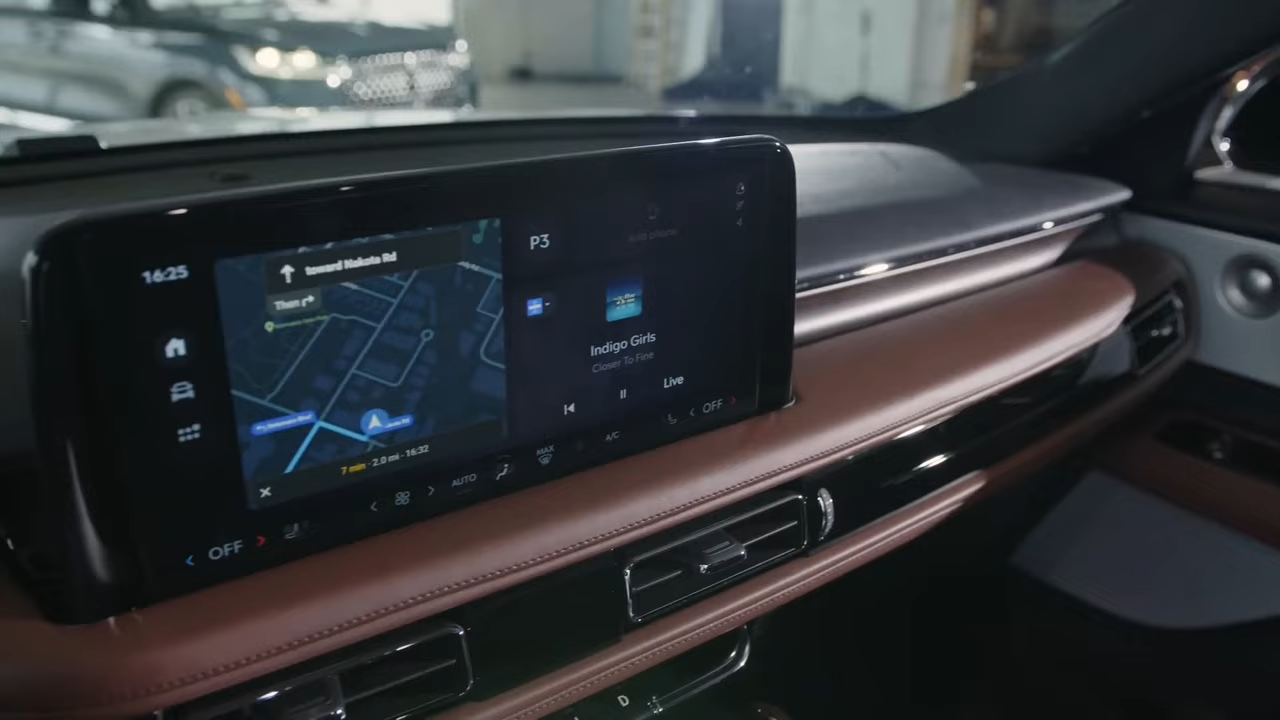 16:25
toward Nakota Rd
Then
7 min · 2.0 mi · 16:32
P3
Indigo Girls
Closer To Fine
Live
OFF
AUTO
MAX
A/C
OFF
D